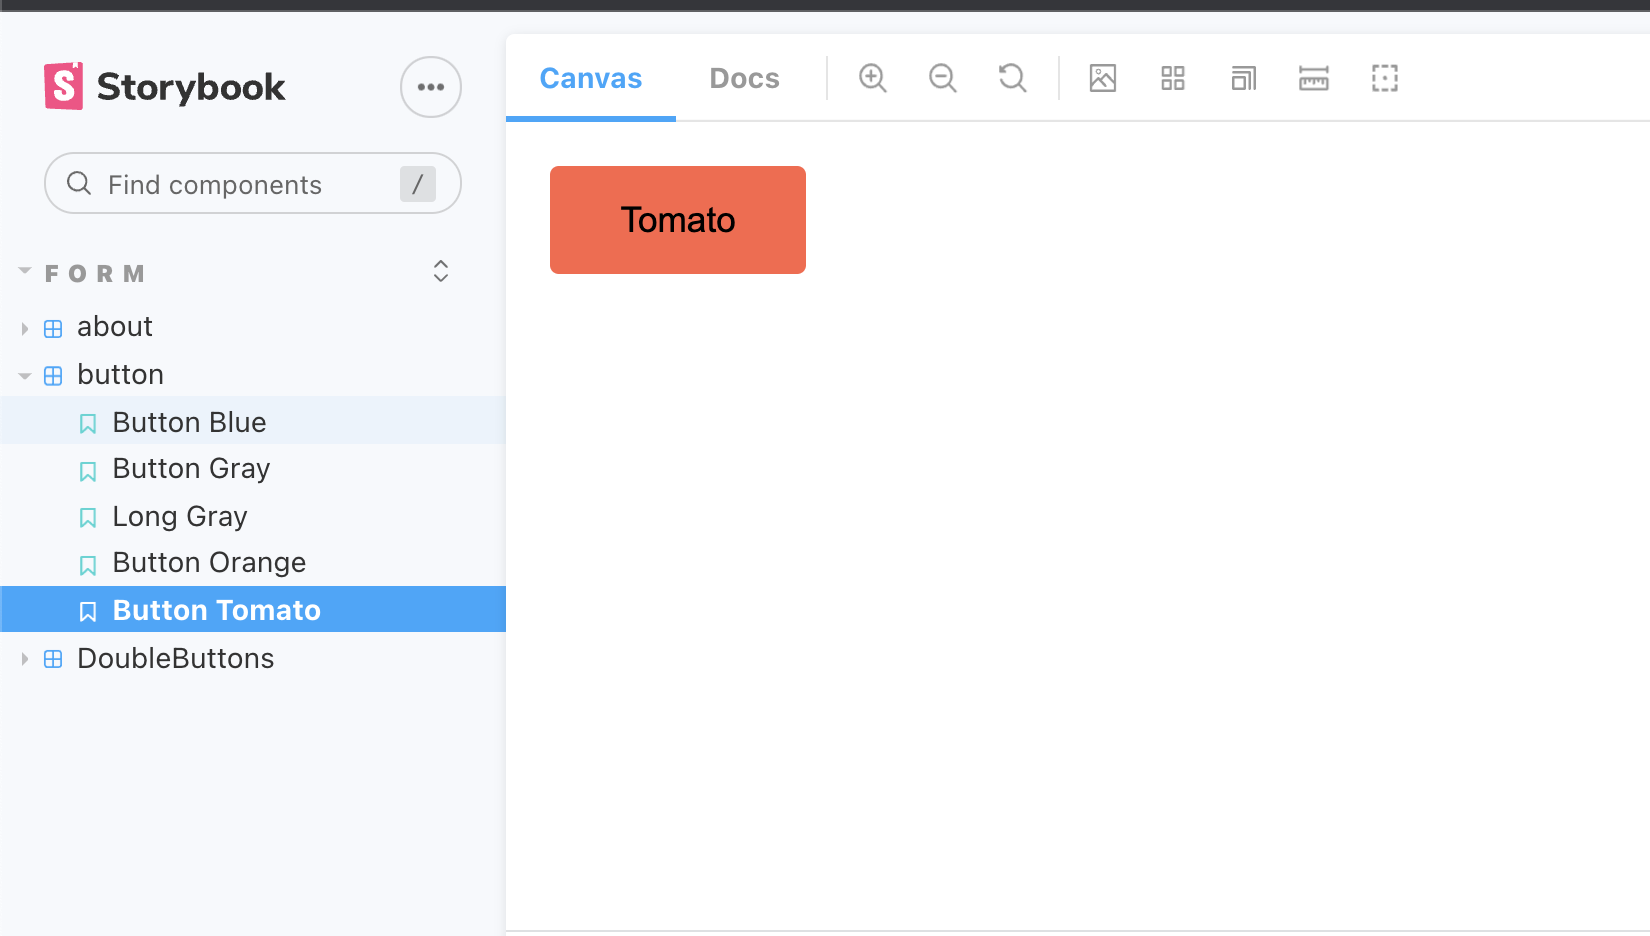 Storybook
Find components /
FORM
about
button
Button Blue
Button Gray
Long Gray
Button Orange
Button Tomato
DoubleButtons
Canvas Docs
Tomato